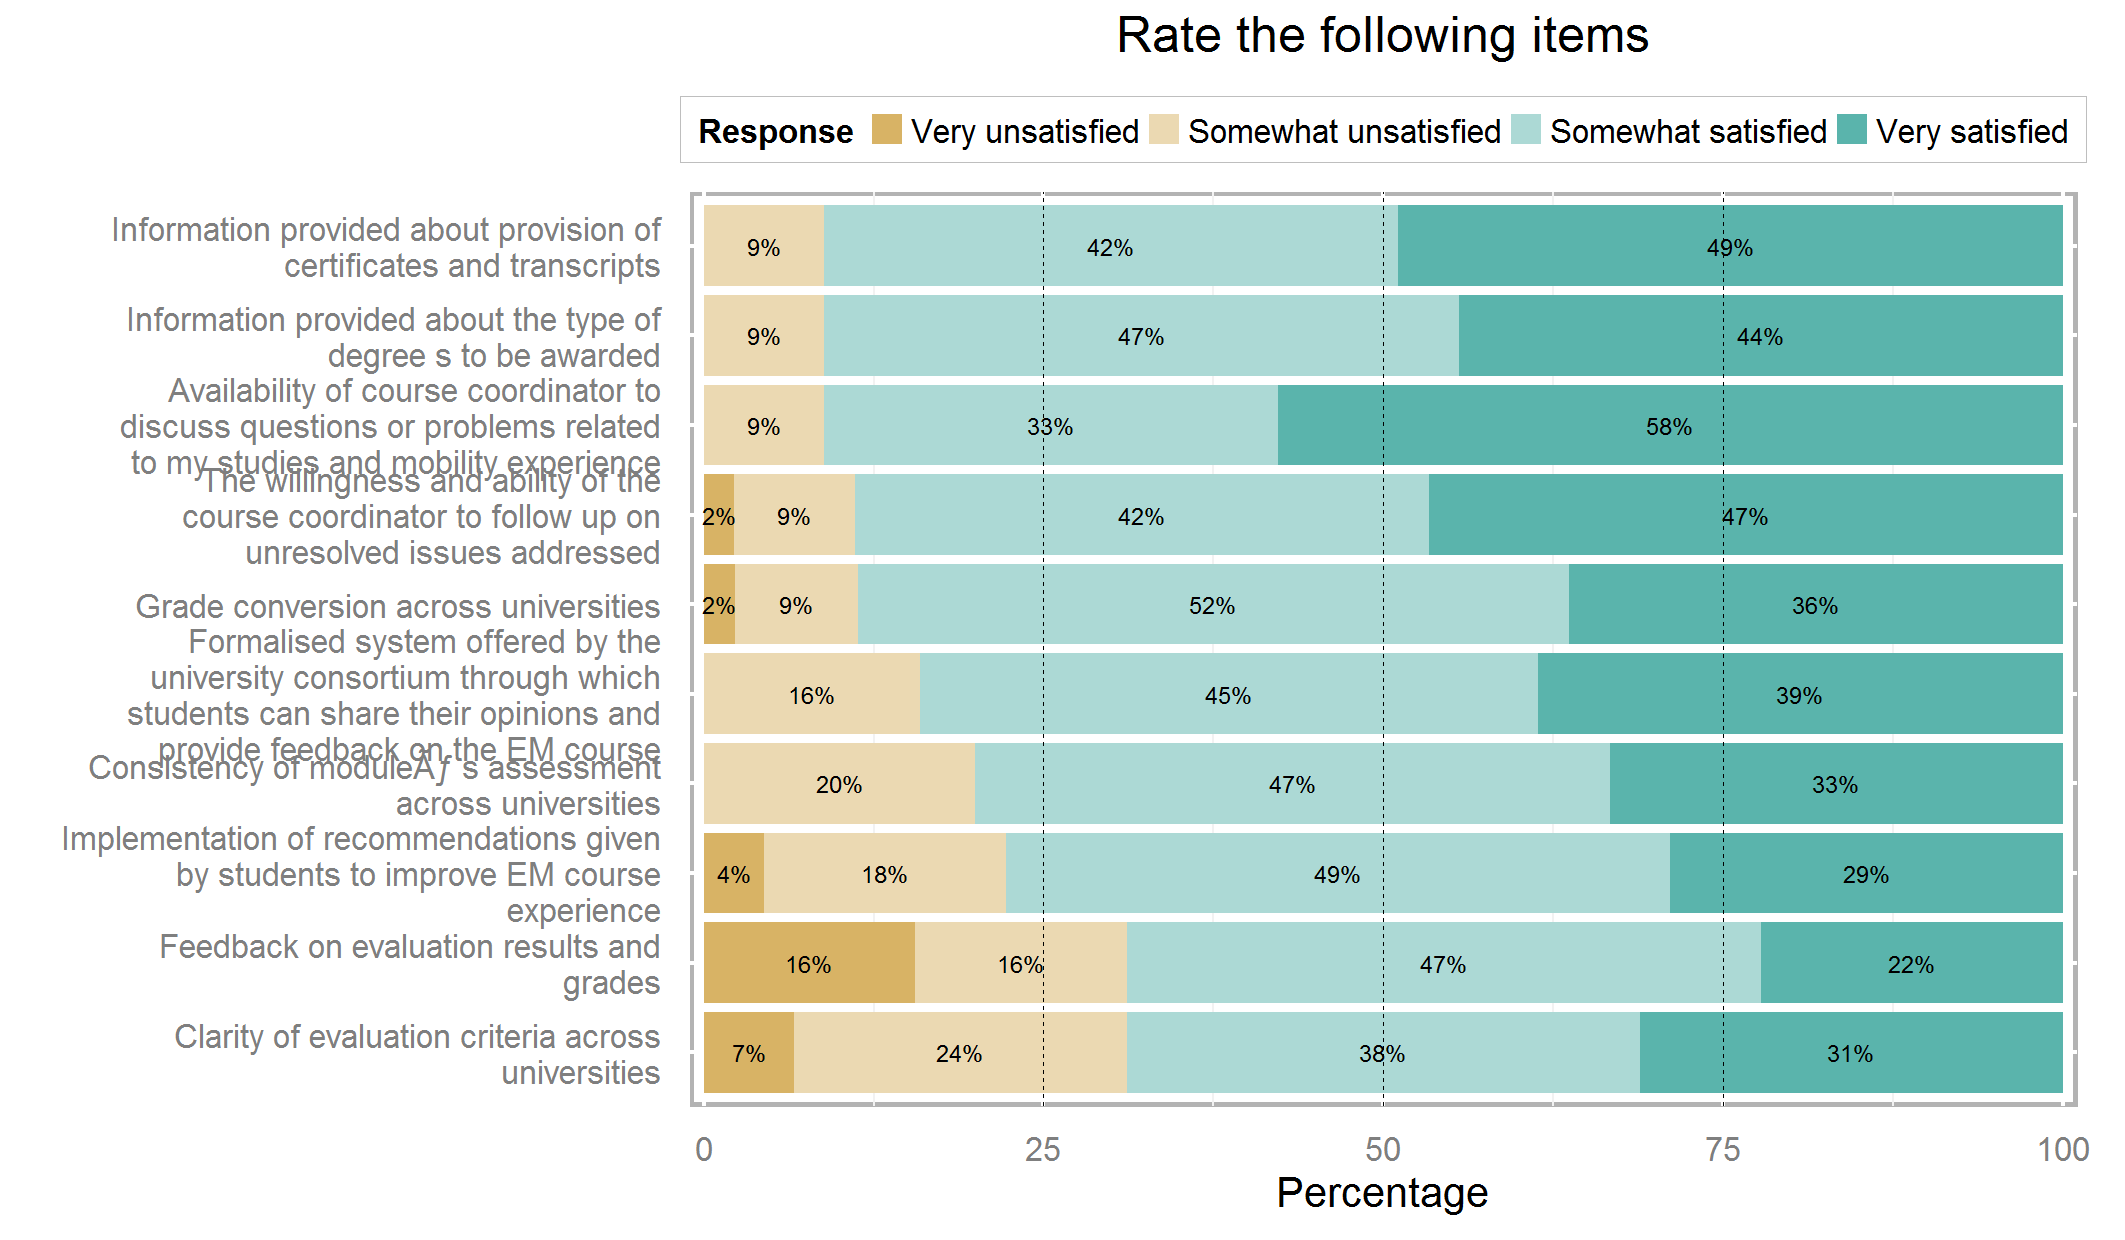 Rate the following items
Response Very unsatisfied Somewhat unsatisfied Somewhat satisfied Very satisfied
Information provided about provision of
certificates and transcripts
9% 42% 49%
Information provided about the type of
degree s to be awarded
9% 47% 44%
Availability of course coordinator to
discuss questions or problems related
to my studies and mobility experience
9% 33% 58%
The willingness and ability of the
course coordinator to follow up on
unresolved issues addressed
2% 9% 42% 47%
Grade conversion across universities
2% 9% 52% 36%
Formalised system offered by the
university consortium through which
students can share their opinions and
provide feedback on the EM course
16% 45% 39%
Consistency of moduleÃƒ s assessment
across universities
20% 47% 33%
Implementation of recommendations given
by students to improve EM course
experience
4% 18% 49% 29%
Feedback on evaluation results and
grades
16% 16% 47% 22%
Clarity of evaluation criteria across
universities
7% 24% 38% 31%
0 25 50 75 100
Percentage